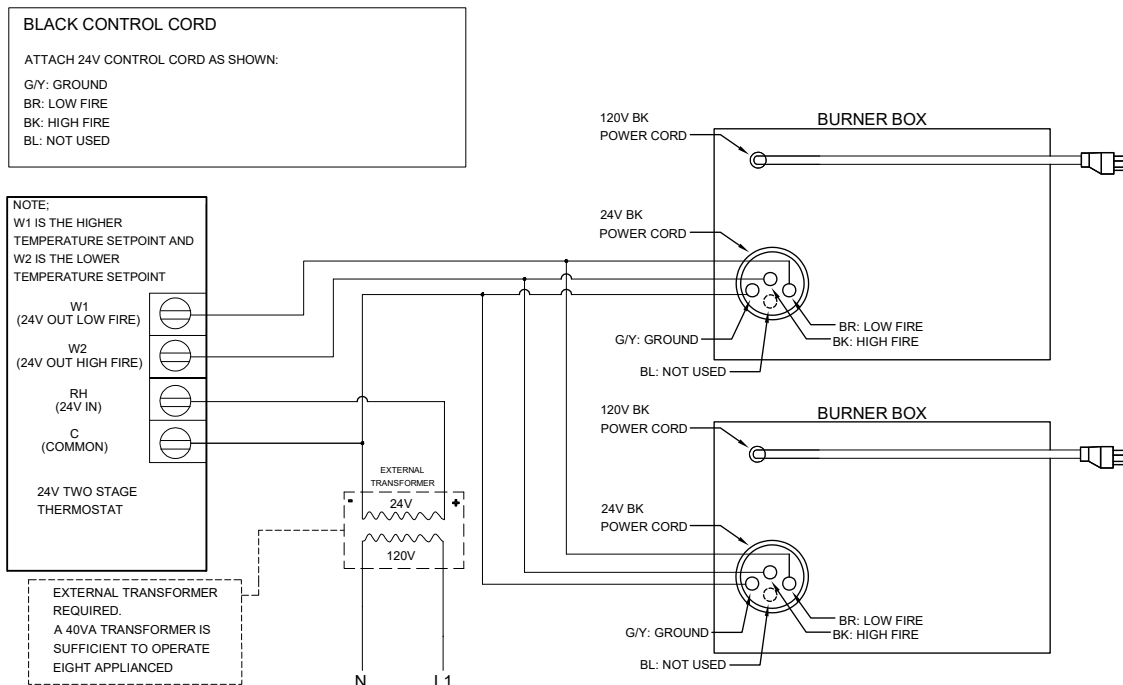 BLACK CONTROL CORD
ATTACH 24V CONTROL CORD AS SHOWN:
G/Y: GROUND
BR: LOW FIRE
BK: HIGH FIRE
BL: NOT USED
NOTE;
W1 IS THE HIGHER
TEMPERATURE SETPOINT AND
W2 IS THE LOWER
TEMPERATURE SETPOINT
W1
(24V OUT LOW FIRE)
W2
(24V OUT HIGH FIRE)
RH
(24V IN)
C
(COMMON)
24V TWO STAGE
THERMOSTAT
EXTERNAL
TRANSFORMER
-
24V
+
120V
EXTERNAL TRANSFORMER
REQUIRED.
A 40VA TRANSFORMER IS
SUFFICIENT TO OPERATE
EIGHT APPLIANCED
N
L1
BURNER BOX
120V BK
POWER CORD
24V BK
POWER CORD
G/Y: GROUND
BR: LOW FIRE
BK: HIGH FIRE
BL: NOT USED
BURNER BOX
120V BK
POWER CORD
24V BK
POWER CORD
G/Y: GROUND
BR: LOW FIRE
BK: HIGH FIRE
BL: NOT USED